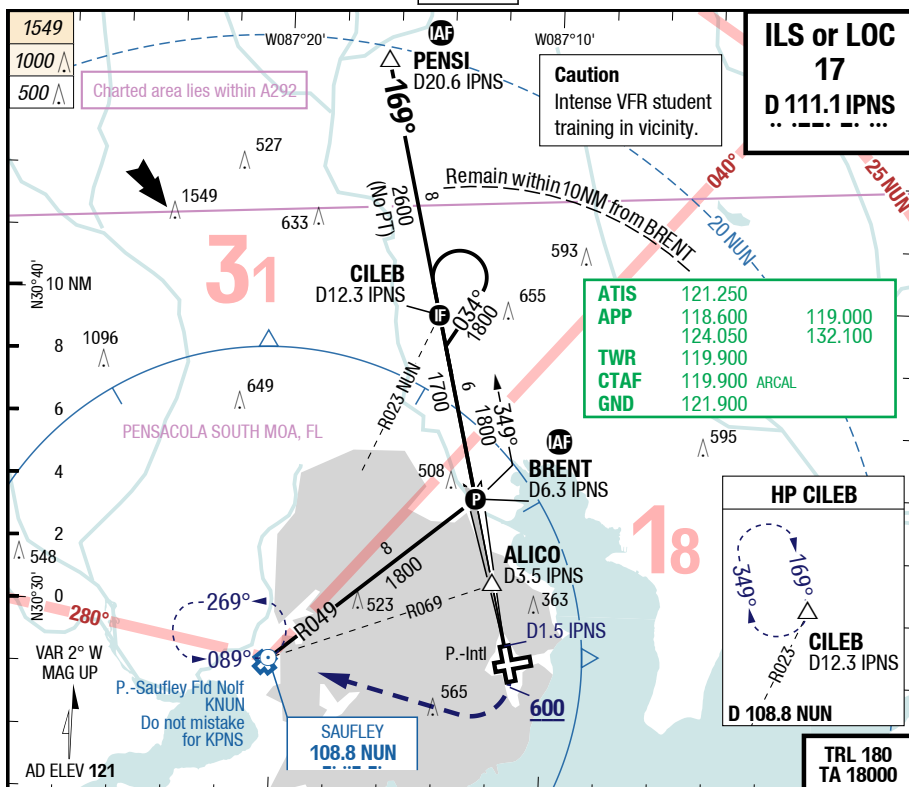 1549
1000
500
Charted area lies within A292
W087°20'
IAF
PENSI
D20.6 IPNS
W087°10'
Caution
Intense VFR student
training in vicinity.
ILS or LOC
17
D 111.1 IPNS
169°
527
1549
633
2600
(No PT)
8
Remain within 10NM from BRENT
040°
25 NUN
20 NUN
593
31
N30°40'
10 NM
CILEB
D12.3 IPNS
IF
034°
1800
655
ATIS 121.250
APP 118.600 119.000
124.050 132.100
TWR 119.900
CTAF 119.900 ARCAL
GND 121.900
1096
8
649
6
R023 NUN
1700
6
1800
349°
PENSACOLA SOUTH MOA, FL
IAF
BRENT
D6.3 IPNS
595
4
508
P
HP CILEB
2
548
8
1800
ALICO
D3.5 IPNS
18
169°
349°
N30°30'
0
280°
269°
R049
523
R069
363
D1.5 IPNS
CILEB
D12.3 IPNS
R023
D 108.8 NUN
089°
VAR 2° W
MAG UP
P.-Intl
P.-Saufley Fld Nolf
KNUN
Do not mistake
for KPNS
565
600
SAUFLEY
108.8 NUN
AD ELEV 121
TRL 180
TA 18000